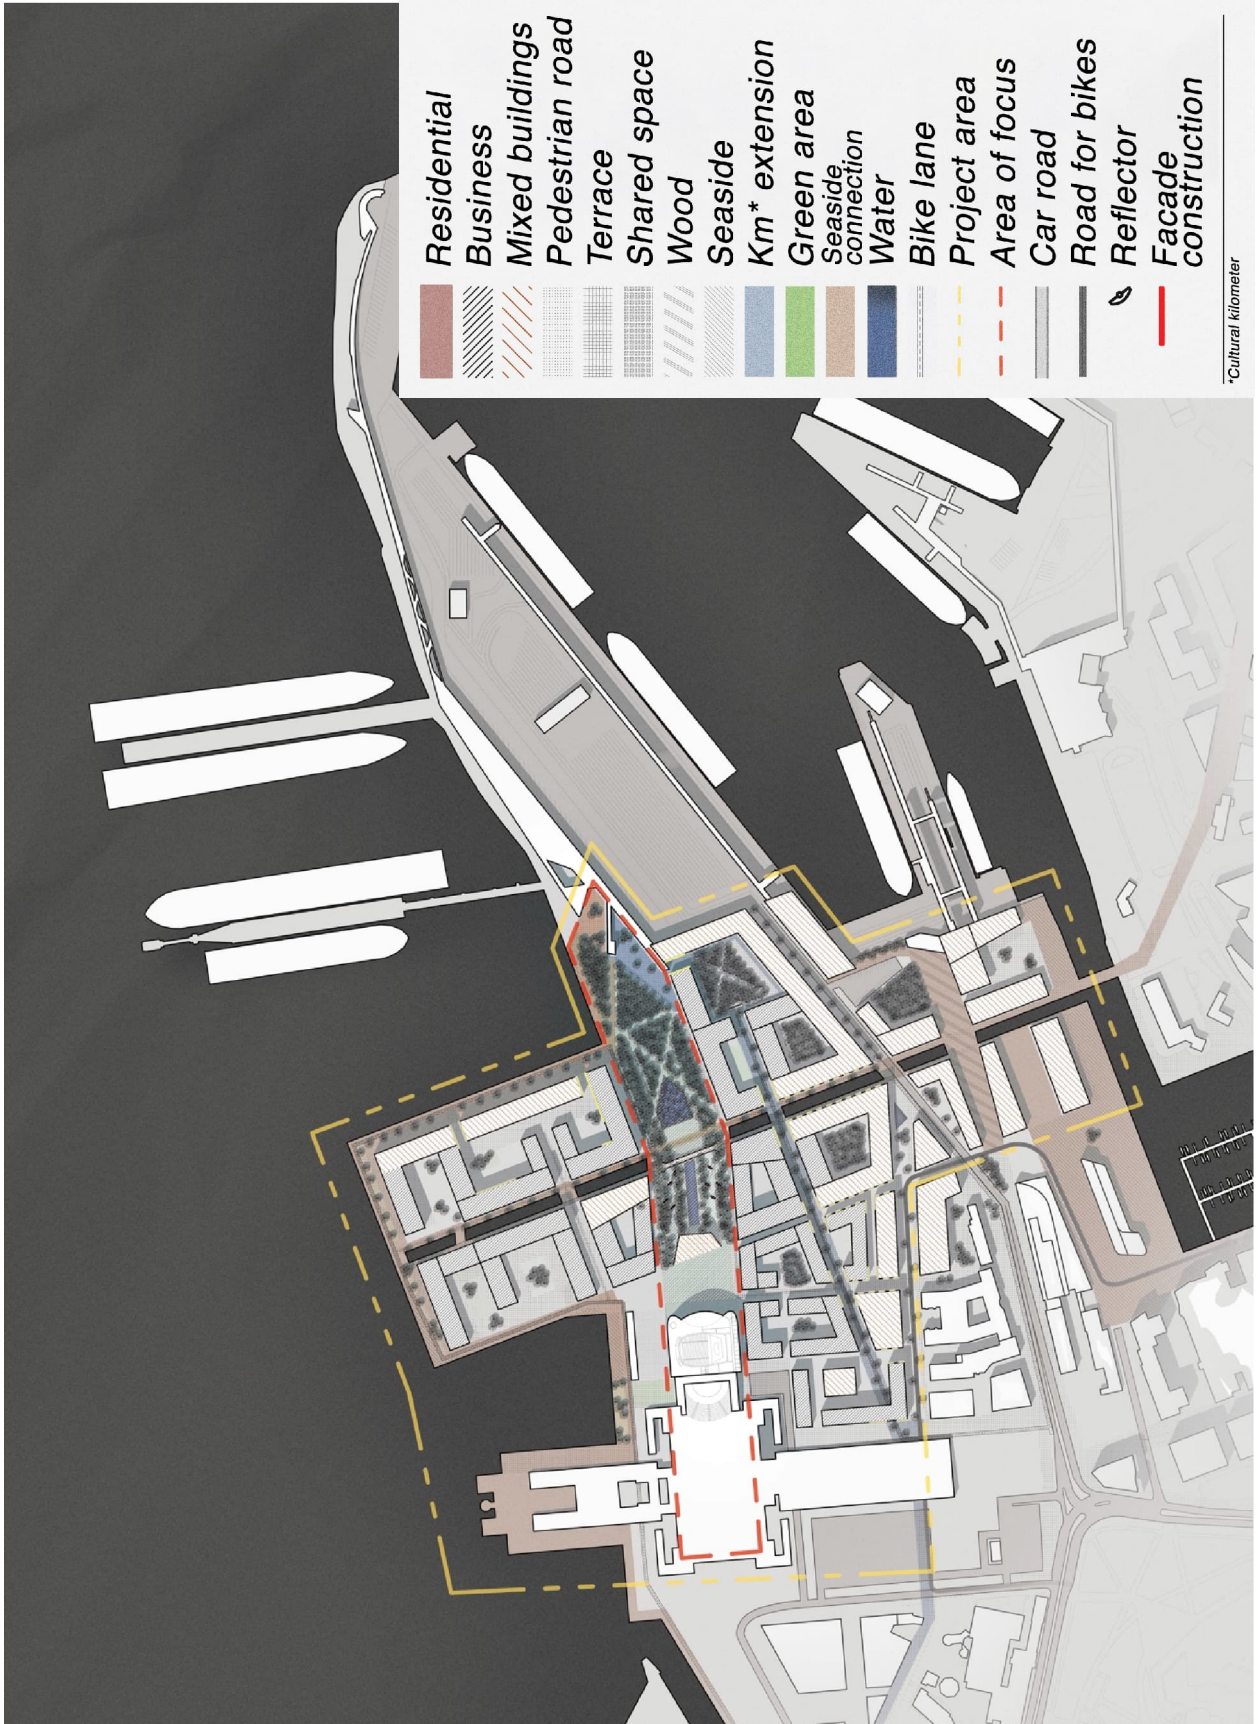 Residential
Business
Mixed buildings
Pedestrian road
Terrace
Shared space
Wood
Seaside
Km* extension
Green area
Seaside
connection
Water
Bike lane
Project area
Area of focus
Car road
Road for bikes
Reflector
Facade
construction
*Cultural kilometer